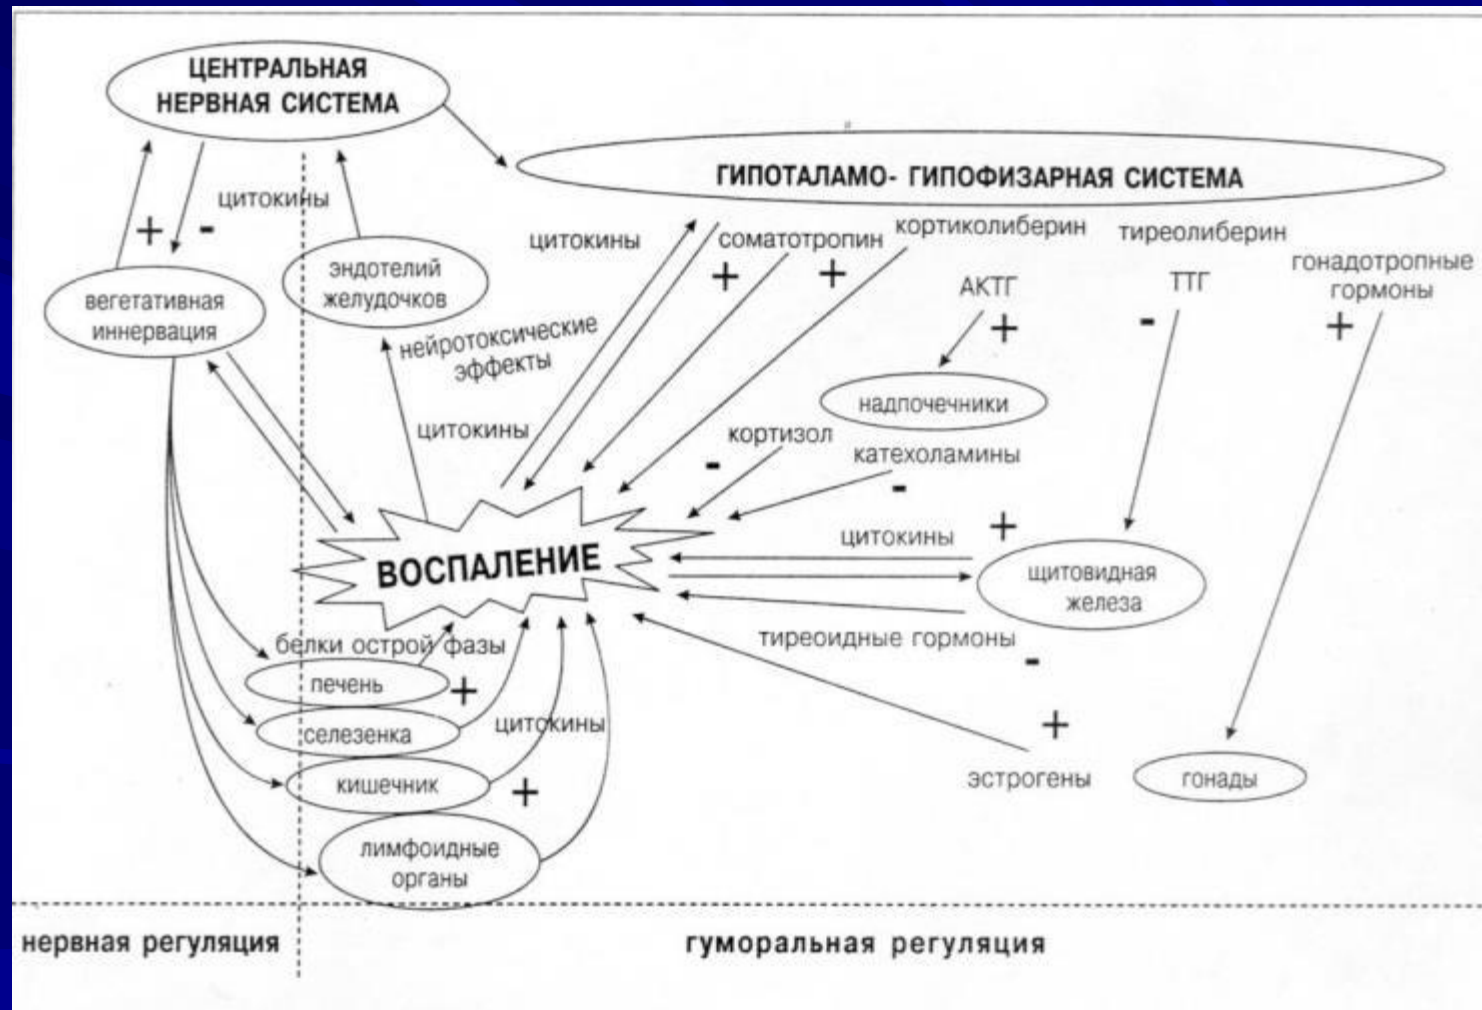 ЦЕНТРАЛЬНАЯ
НЕРВНАЯ СИСТЕМА
ГИПОТАЛАМО- ГИПОФИЗАРНАЯ СИСТЕМА
цитокины
+ -
вегетативная
иннервация
эндотелий
желудочков
нейротоксические
эффекты
цитокины
цитокины
соматотропин
+ +
кортиколиберин
тиреолиберин
гонадотропные
гормоны
+
АКТГ
+
ТТГ
-
надпочечники
кортизол
-
катехоламины
-
цитокины
+
ВОСПАЛЕНИЕ
щитовидная
железа
тиреоидные гормоны
-
белки острой фазы
печень
+
селезенка
цитокины
кишечник
+
лимфоидные
органы
+
эстрогены
гонады
нервная регуляция
гуморальная регуляция